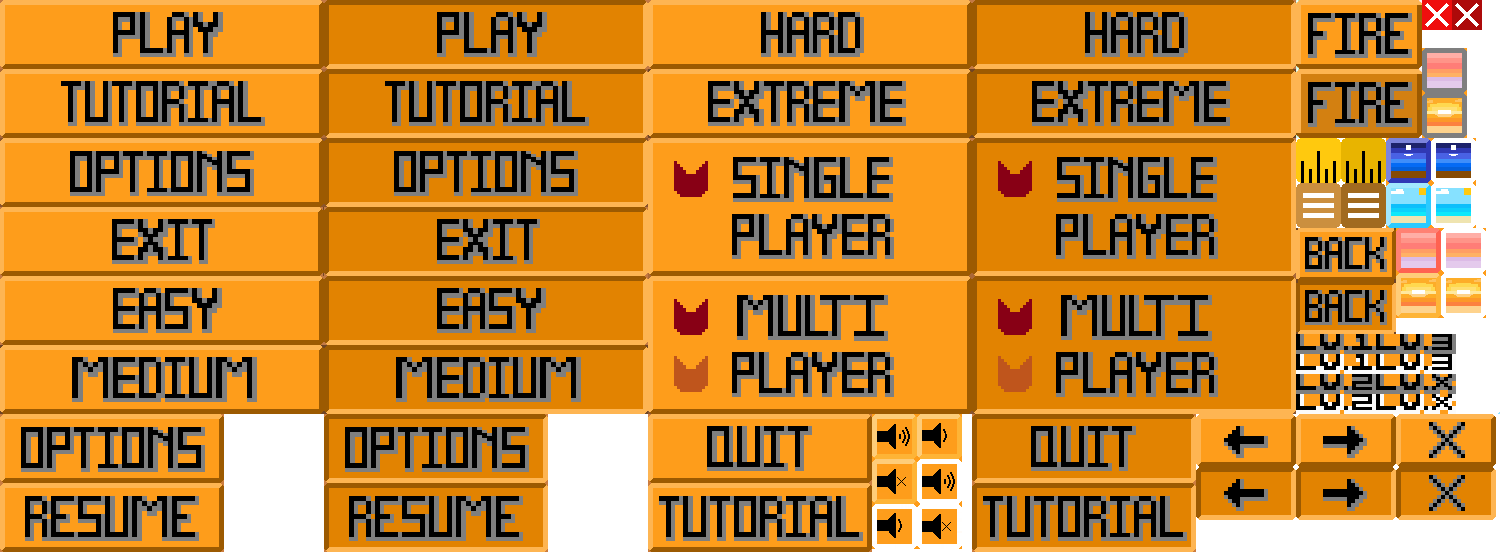 PLAY PLAY HARD HARD FIRE
TUTORIAL TUTORIAL EXTREME EXTREME FIRE
OPTIONS OPTIONS SINGLE SINGLE
EXIT EXIT PLAYER PLAYER BACK
EASY EASY MULTI MULTI BACK
MEDIUM MEDIUM PLAYER PLAYER
LV.1LV.3
LV.1LV.3
LV.2LV.X
LV.2LV.X
OPTIONS OPTIONS QUIT QUIT
RESUME RESUME TUTORIAL TUTORIAL